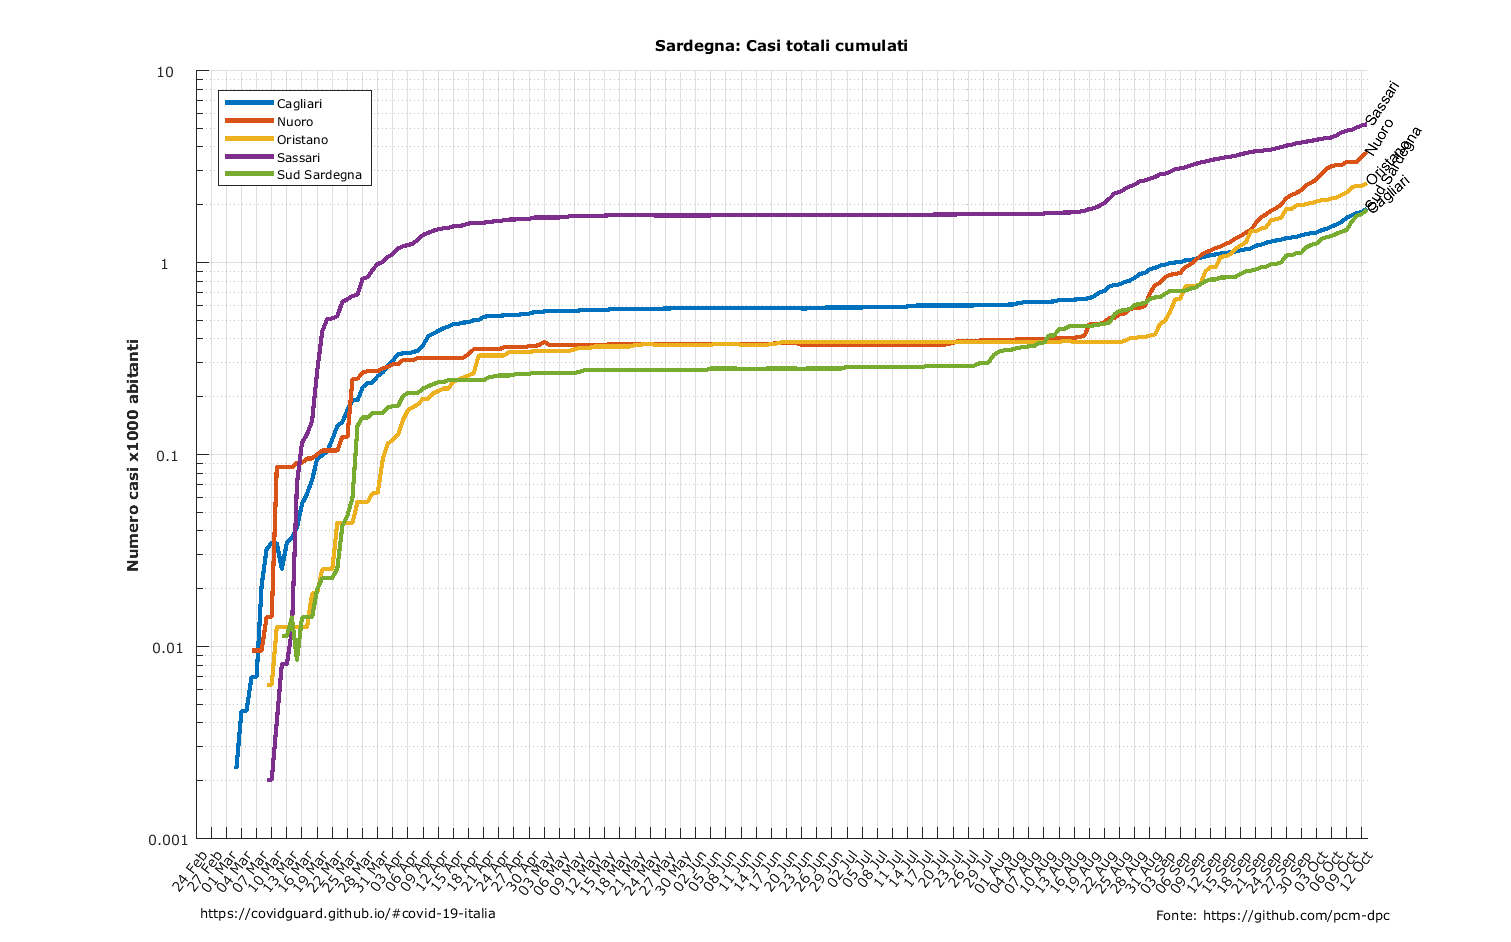 Sardegna: Casi totali cumulati
10
1
0.1
0.01
0.001
Numero casi x1000 abitanti
Cagliari
Nuoro
Oristano
Sassari
Sud Sardegna
Sassari
Nuoro
Oristano
Sud Sardegna
Cagliari
24 Feb
27 Feb
01 Mar
04 Mar
07 Mar
10 Mar
13 Mar
16 Mar
19 Mar
22 Mar
25 Mar
28 Mar
31 Mar
03 Apr
06 Apr
09 Apr
12 Apr
15 Apr
18 Apr
21 Apr
24 Apr
27 Apr
30 Apr
03 May
06 May
09 May
12 May
15 May
18 May
21 May
24 May
27 May
30 May
02 Jun
05 Jun
08 Jun
11 Jun
14 Jun
17 Jun
20 Jun
23 Jun
26 Jun
29 Jun
02 Jul
05 Jul
08 Jul
11 Jul
14 Jul
17 Jul
20 Jul
23 Jul
26 Jul
29 Jul
01 Aug
04 Aug
07 Aug
10 Aug
13 Aug
16 Aug
19 Aug
22 Aug
25 Aug
28 Aug
31 Aug
03 Sep
06 Sep
09 Sep
12 Sep
15 Sep
18 Sep
21 Sep
24 Sep
27 Sep
30 Sep
03 Oct
06 Oct
09 Oct
12 Oct
https://covidguard.github.io/#covid-19-italia
Fonte: https://github.com/pcm-dpc